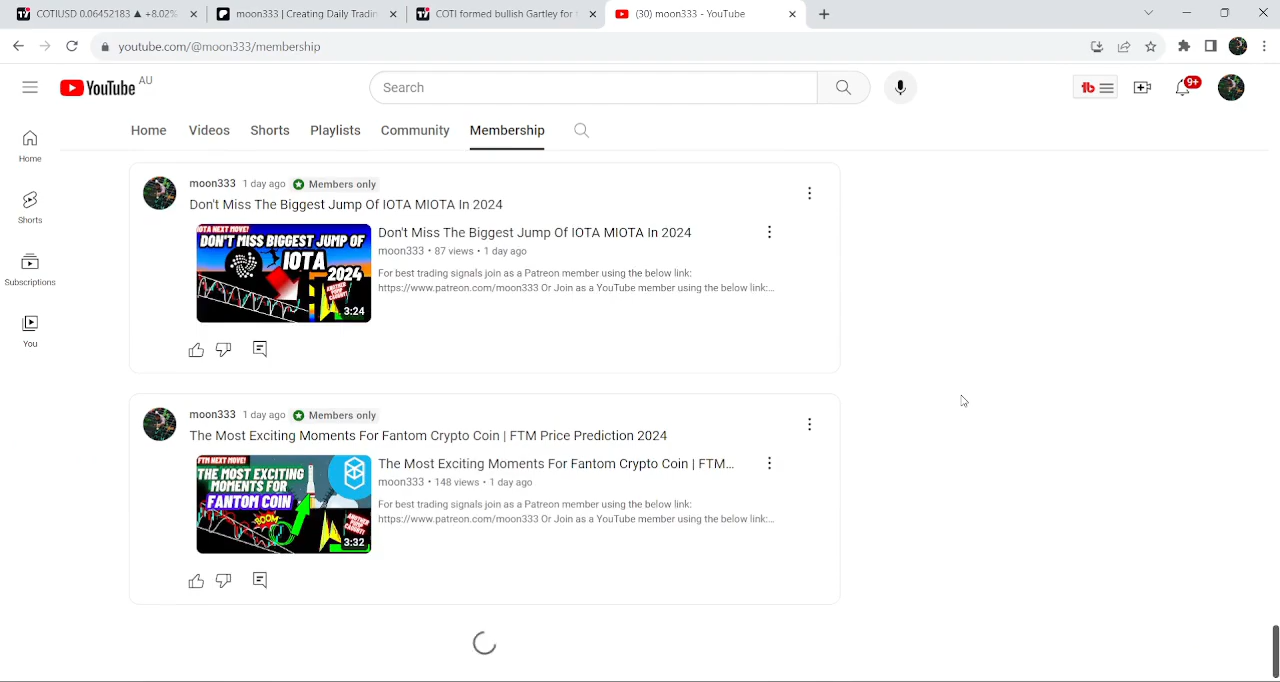 COTIUSD 0.06452183 ▲ +8.02%
moon333 | Creating Daily Tradin
COTI formed bullish Gartley for t
(30) moon333 - YouTube
youtube.com/@moon333/membership
YouTube AU
Search
9+
Home
Videos
Shorts
Playlists
Community
Membership
Home
Shorts
Subscriptions
You
moon333 1 day ago Members only
Don't Miss The Biggest Jump Of IOTA MIOTA In 2024
IOTA NEXT MOVE!
DON'T MISS BIGGEST JUMP OF
IOTA
2024
3:24
Don't Miss The Biggest Jump Of IOTA MIOTA In 2024
moon333 • 87 views • 1 day ago
For best trading signals join as a Patreon member using the below link:
https://www.patreon.com/moon333 Or Join as a YouTube member using the below link:...
moon333 1 day ago Members only
The Most Exciting Moments For Fantom Crypto Coin | FTM Price Prediction 2024
FTM NEXT MOVE!
THE MOST EXCITING
MOMENTS FOR
FANTOM COIN
BOOM
3:32
The Most Exciting Moments For Fantom Crypto Coin | FTM...
moon333 • 148 views • 1 day ago
For best trading signals join as a Patreon member using the below link:
https://www.patreon.com/moon333 Or Join as a YouTube member using the below link:...